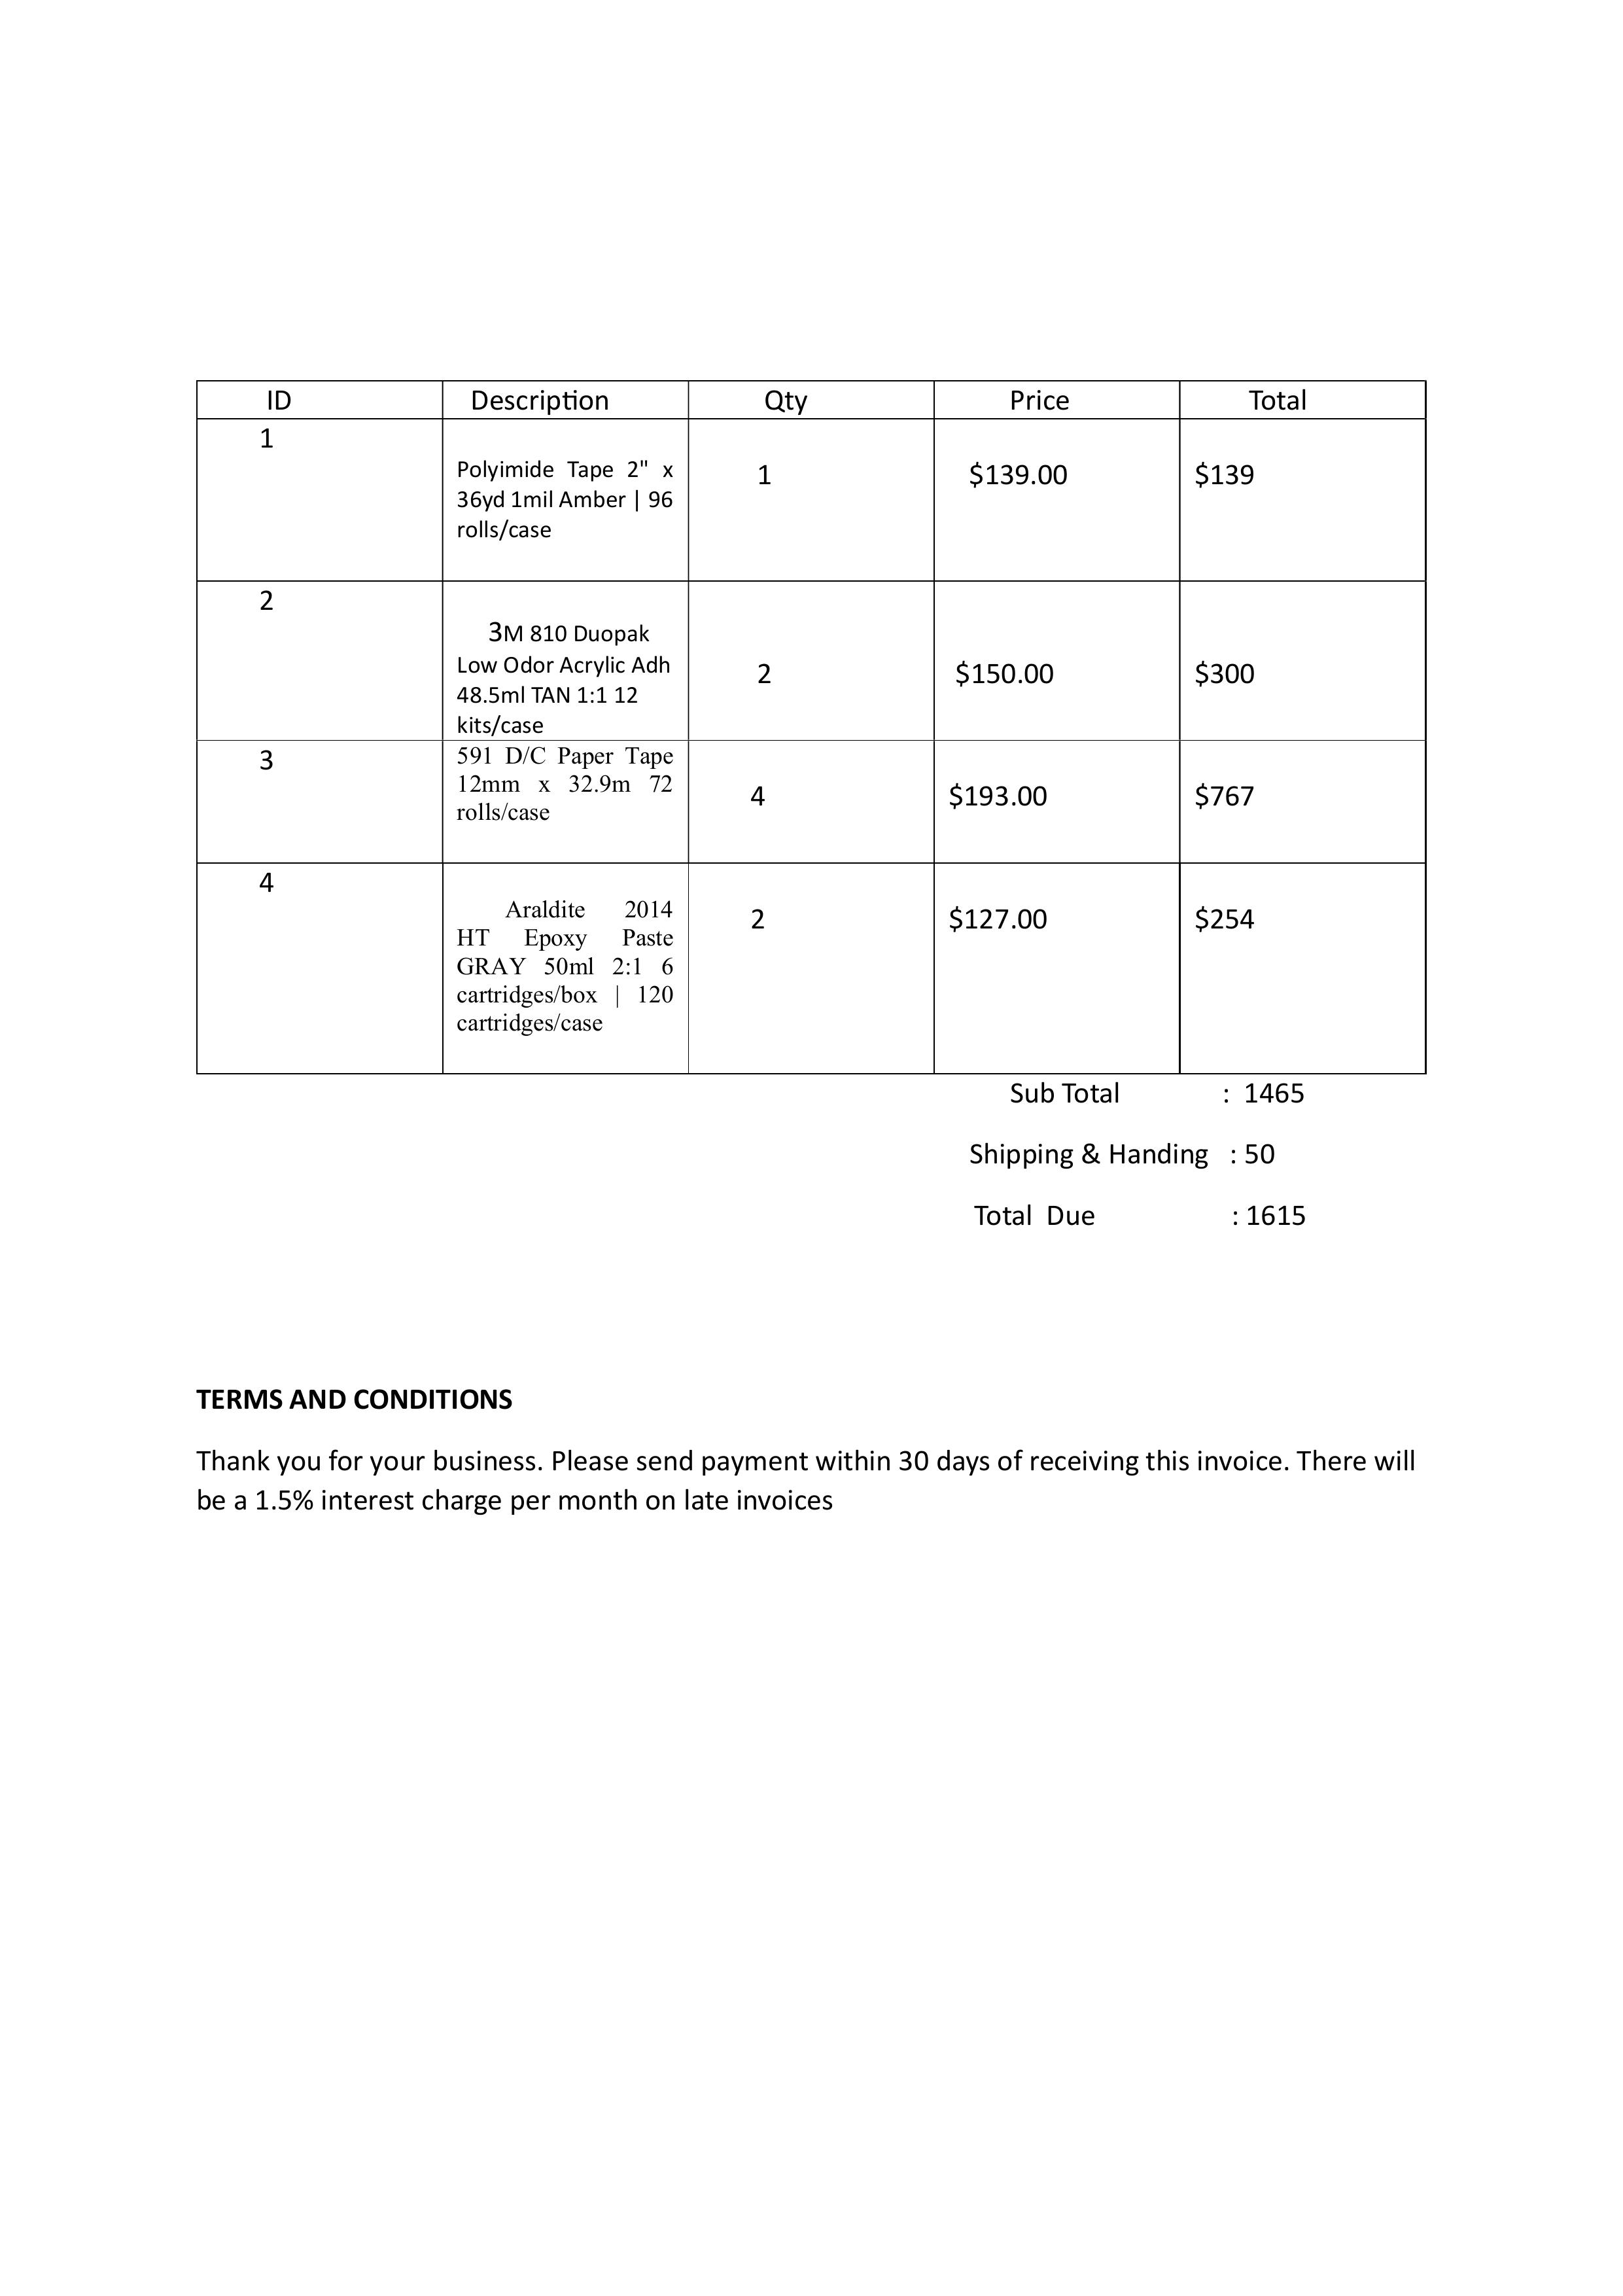 ID Description Qty Price Total
1
Polyimide Tape 2" x
36yd 1mil Amber | 96
rolls/case
1 $139.00 $139
2
3M 810 Duopak
Low Odor Acrylic Adh
48.5ml TAN 1:1 12
kits/case
2 $150.00 $300
3
591 D/C Paper Tape
12mm x 32.9m 72
rolls/case
4 $193.00 $767
4
Araldite 2014
HT Epoxy Paste
GRAY 50ml 2:1 6
cartridges/box | 120
cartridges/case
2 $127.00 $254
Sub Total : 1465
Shipping & Handing : 50
Total Due : 1615
TERMS AND CONDITIONS
Thank you for your business. Please send payment within 30 days of receiving this invoice. There will
be a 1.5% interest charge per month on late invoices